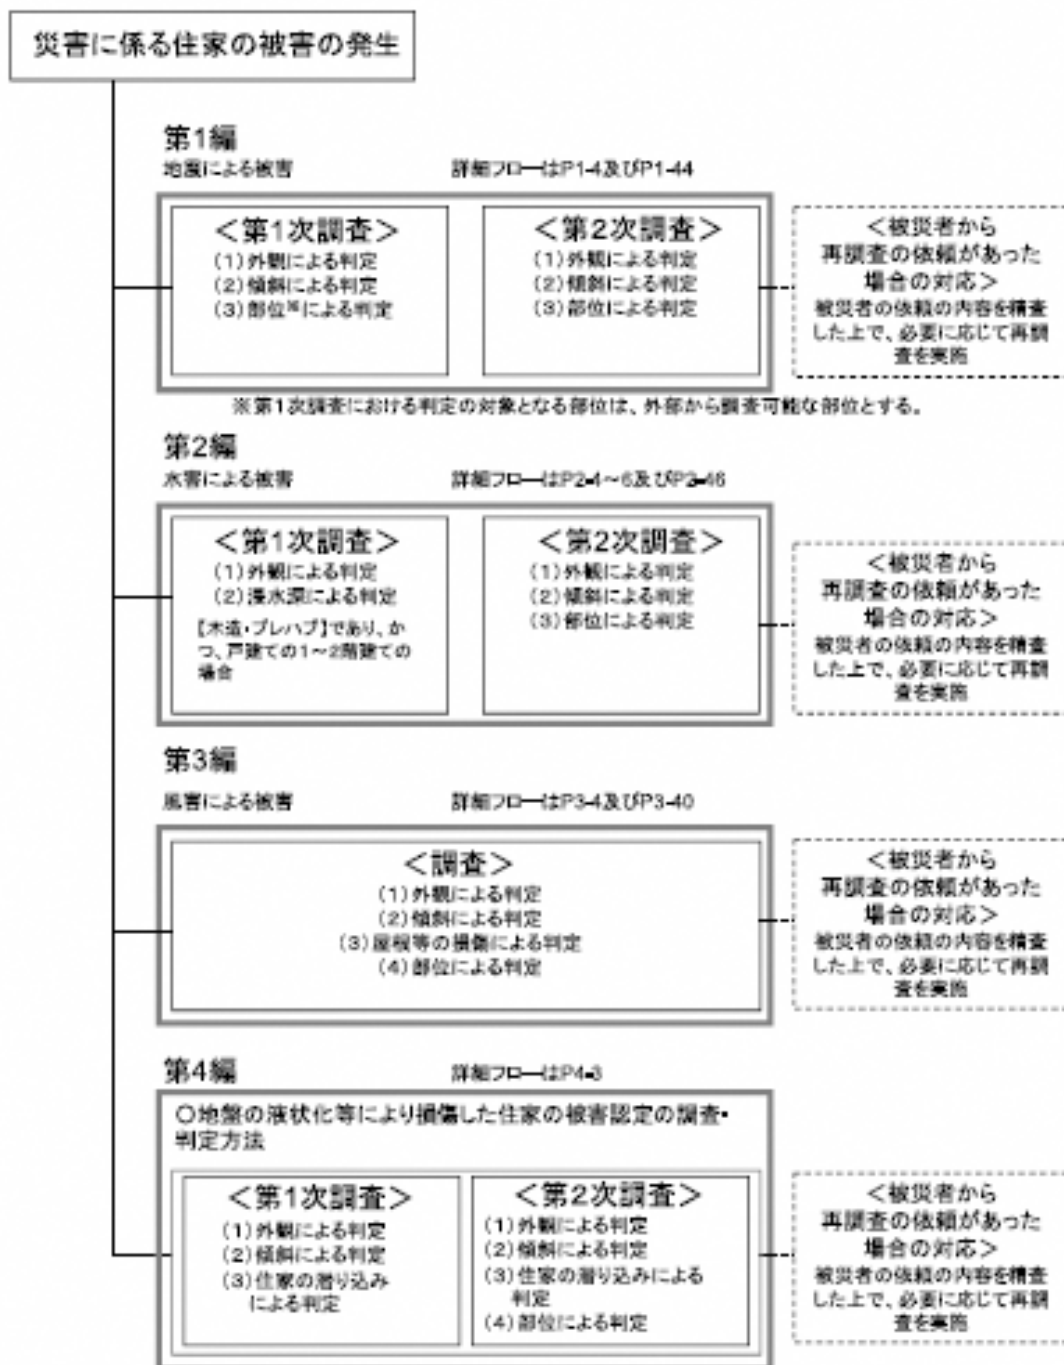 災害に係る住家の被害の発生
第1編
地震による被害 詳細フローはP1-4及びP1-44
<第1次調査>
(1)外観による判定
(2)傾斜による判定
(3)部位※による判定
<第2次調査>
(1)外観による判定
(2)傾斜による判定
(3)部位による判定
<被災者から
再調査の依頼があった
場合の対応>
被災者の依頼の内容を精査
した上で、必要に応じて再調
査を実施
※第1次調査における判定の対象となる部位は、外部から調査可能な部位とする。
第2編
水害による被害 詳細フローはP2-4~6及びP2-46
<第1次調査>
(1)外観による判定
(2)浸水深による判定
【木造・プレハブ】であり、か
つ、戸建ての1~2階建ての
場合
<第2次調査>
(1)外観による判定
(2)傾斜による判定
(3)部位による判定
<被災者から
再調査の依頼があった
場合の対応>
被災者の依頼の内容を精査
した上で、必要に応じて再調
査を実施
第3編
風害による被害 詳細フローはP3-4及びP3-40
<調査>
(1)外観による判定
(2)傾斜による判定
(3)屋根等の損傷による判定
(4)部位による判定
<被災者から
再調査の依頼があった
場合の対応>
被災者の依頼の内容を精査
した上で、必要に応じて再調
査を実施
第4編
詳細フローはP4-3
○地盤の液状化等により損傷した住家の被害認定の調査・
判定方法
<第1次調査>
(1)外観による判定
(2)傾斜による判定
(3)住家の潜り込み
による判定
<第2次調査>
(1)外観による判定
(2)傾斜による判定
(3)住家の潜り込みによる
判定
(4)部位による判定
<被災者から
再調査の依頼があった
場合の対応>
被災者の依頼の内容を精査
した上で、必要に応じて再調
査を実施